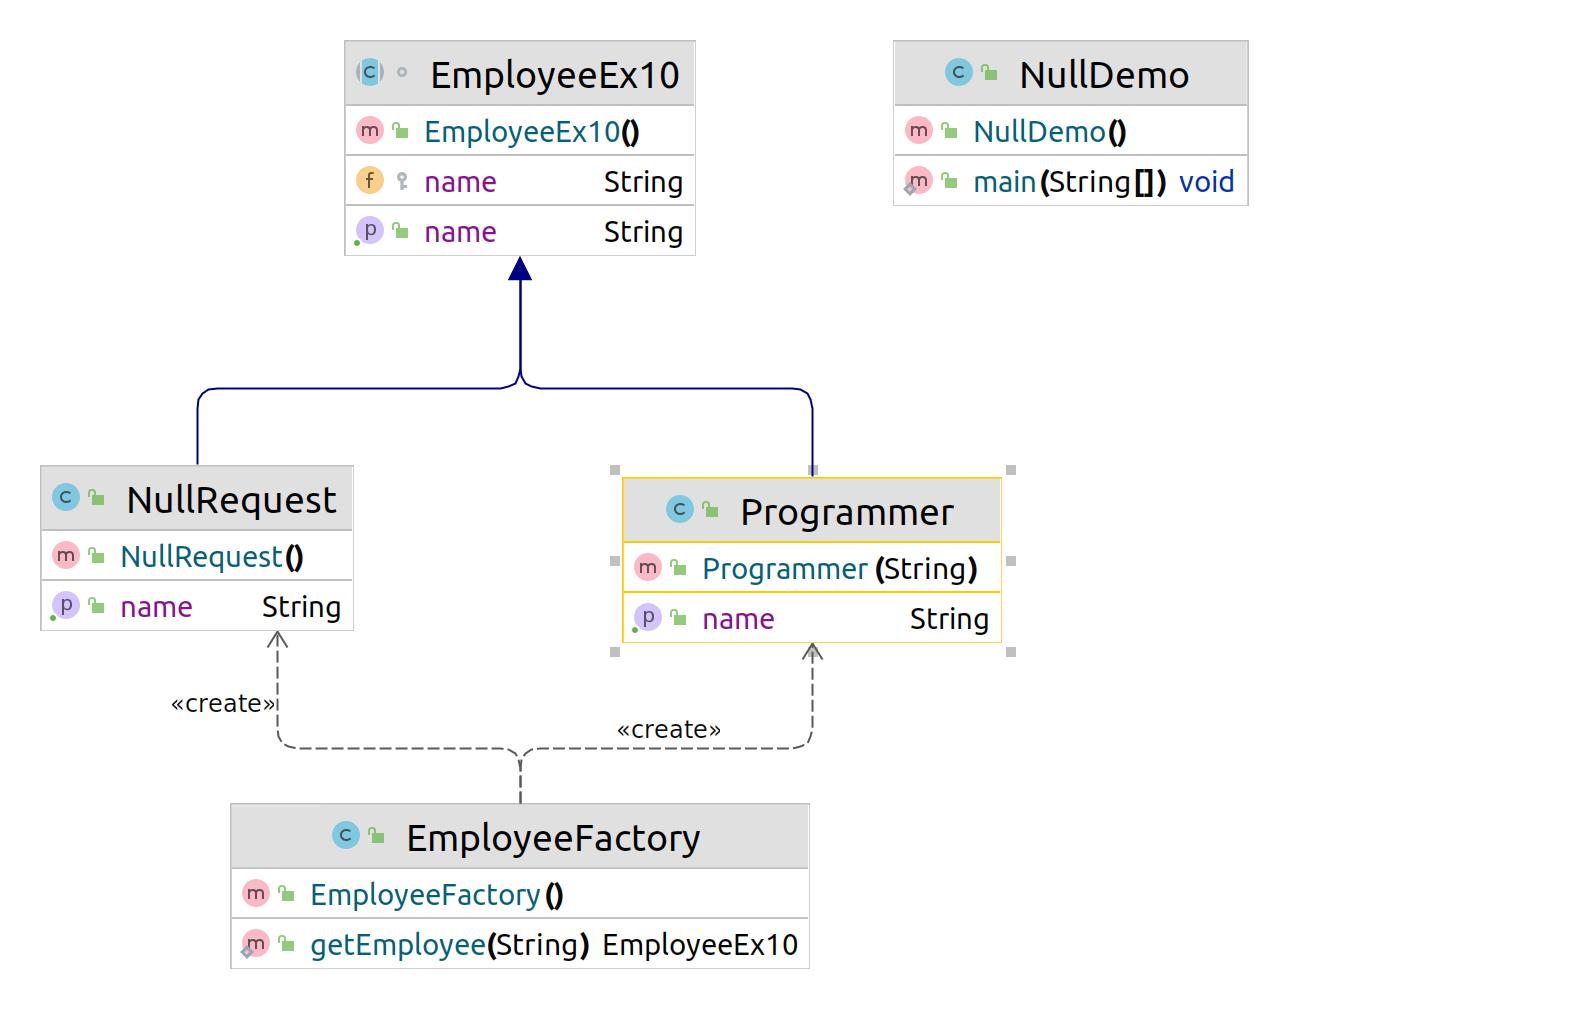 EmployeeEx10
EmployeeEx10()
name String
name String
NullDemo
NullDemo()
main(String[]) void
NullRequest
NullRequest()
name String
Programmer
Programmer(String)
name String
«create»
«create»
EmployeeFactory
EmployeeFactory()
getEmployee(String) EmployeeEx10